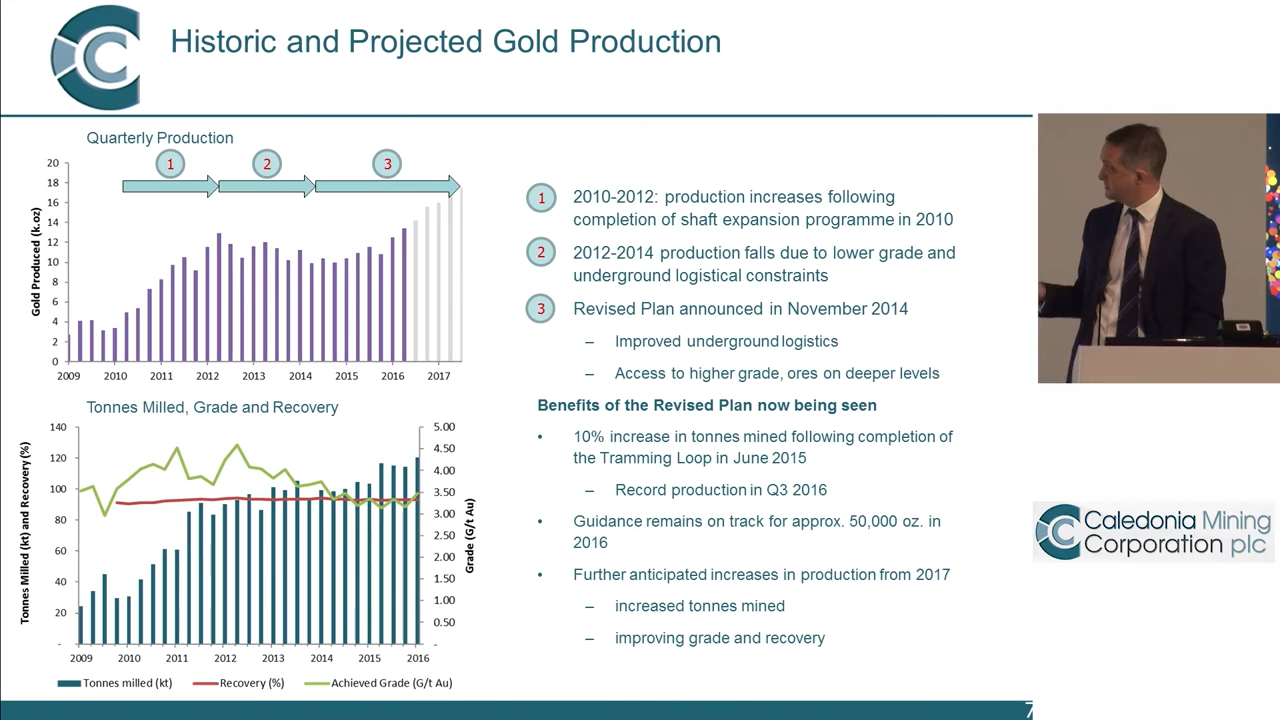 Historic and Projected Gold Production
Quarterly Production
1
2
3
Gold Produced (k.oz)
20
18
16
14
12
10
8
6
4
2
0
2009 2010 2011 2012 2013 2014 2015 2016 2017
Tonnes Milled, Grade and Recovery
Tonnes Milled (kt) and Recovery (%)
140
120
100
80
60
40
20
-
5.00
4.50
4.00
3.50
3.00
2.50
2.00
1.50
1.00
0.50
-
Grade (G/t Au)
2009 2010 2011 2012 2013 2014 2015 2016
Tonnes milled (kt) Recovery (%) Achieved Grade (G/t Au)
1 2010-2012: production increases following
completion of shaft expansion programme in 2010
2 2012-2014 production falls due to lower grade and
underground logistical constraints
3 Revised Plan announced in November 2014
– Improved underground logistics
– Access to higher grade, ores on deeper levels
Benefits of the Revised Plan now being seen
• 10% increase in tonnes mined following completion of
the Tramming Loop in June 2015
– Record production in Q3 2016
• Guidance remains on track for approx. 50,000 oz. in
2016
• Further anticipated increases in production from 2017
– increased tonnes mined
– improving grade and recovery
7
Caledonia Mining
Corporation plc